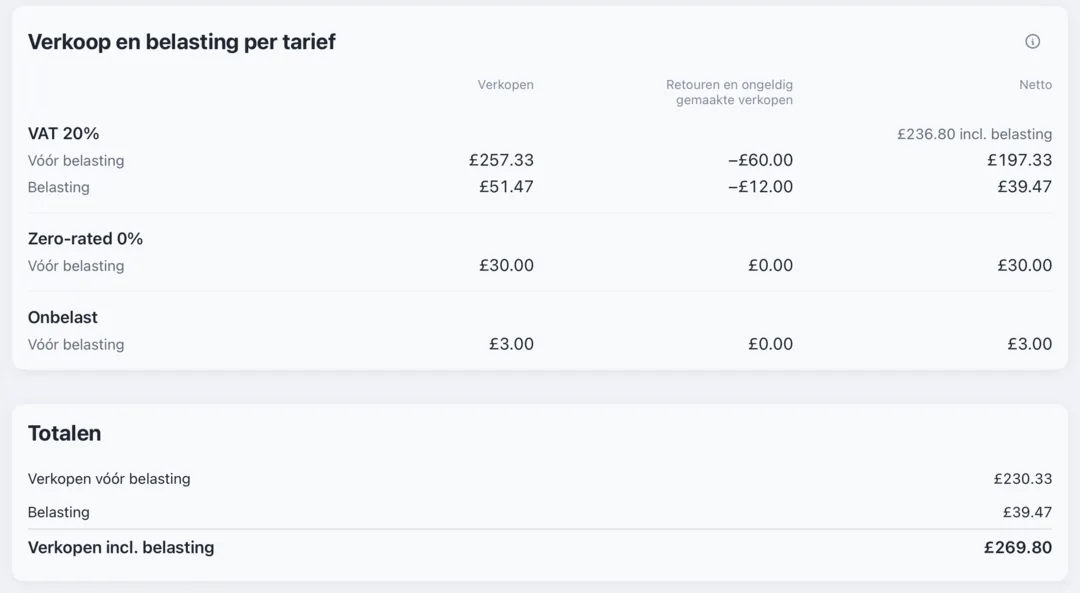 Verkoop en belasting per tarief
Verkopen Retouren en ongeldig gemaakte verkopen Netto
VAT 20% £236.80 incl. belasting
Vóór belasting £257.33 –£60.00 £197.33
Belasting £51.47 –£12.00 £39.47
Zero-rated 0%
Vóór belasting £30.00 £0.00 £30.00
Onbelast
Vóór belasting £3.00 £0.00 £3.00
Totalen
Verkopen vóór belasting £230.33
Belasting £39.47
Verkopen incl. belasting £269.80